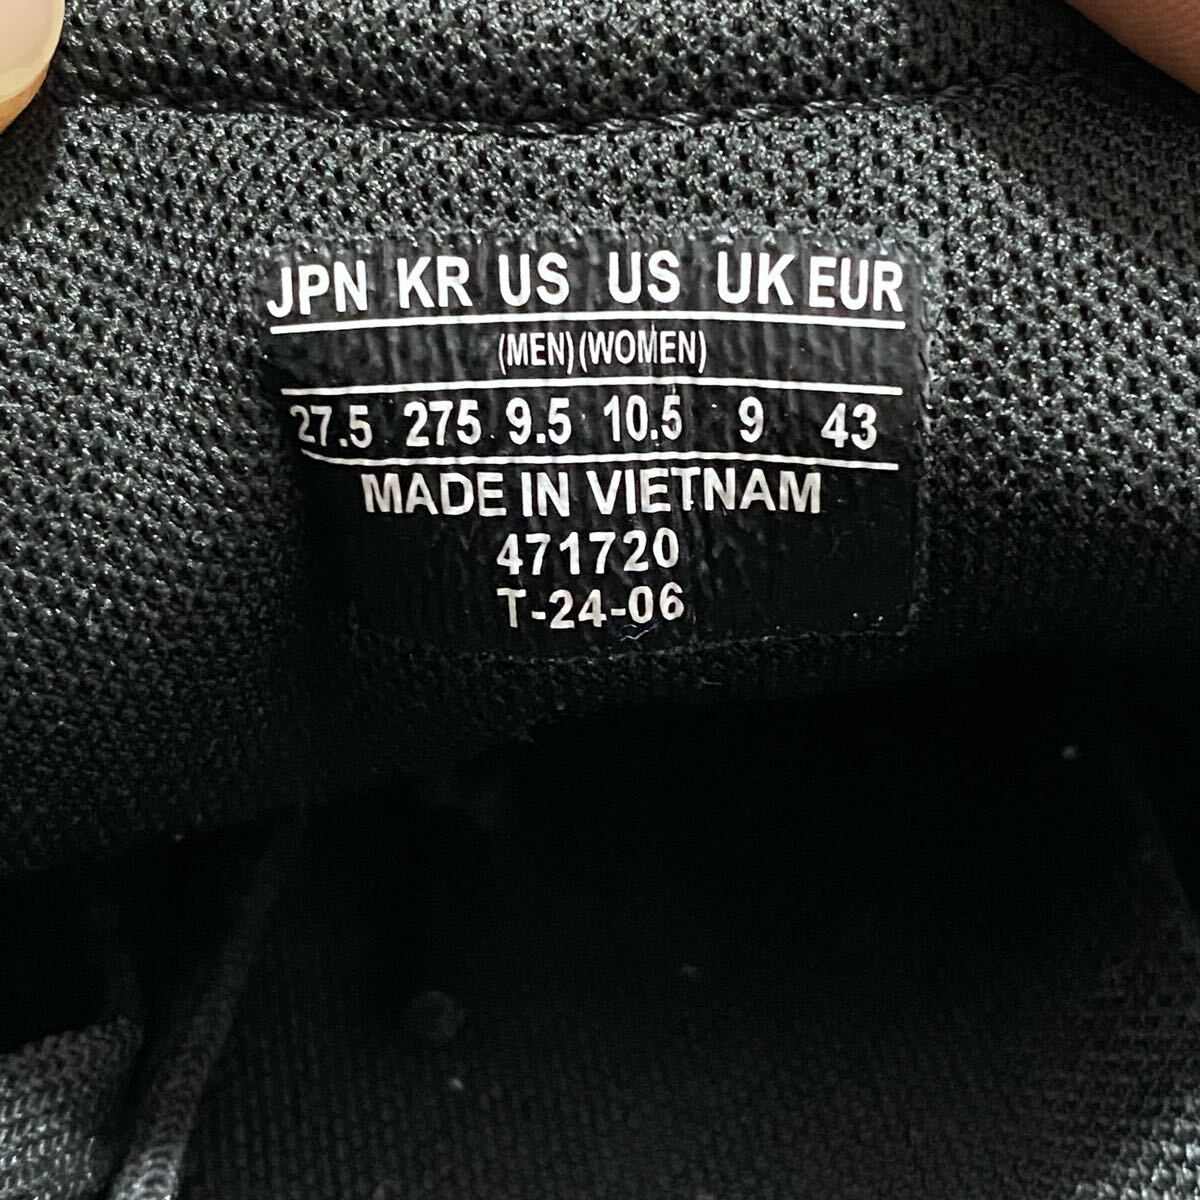 JPN KR US US UK EUR
(MEN) (WOMEN)
27.5 275 9.5 10.5 9 43
MADE IN VIETNAM
471720
T-24-06